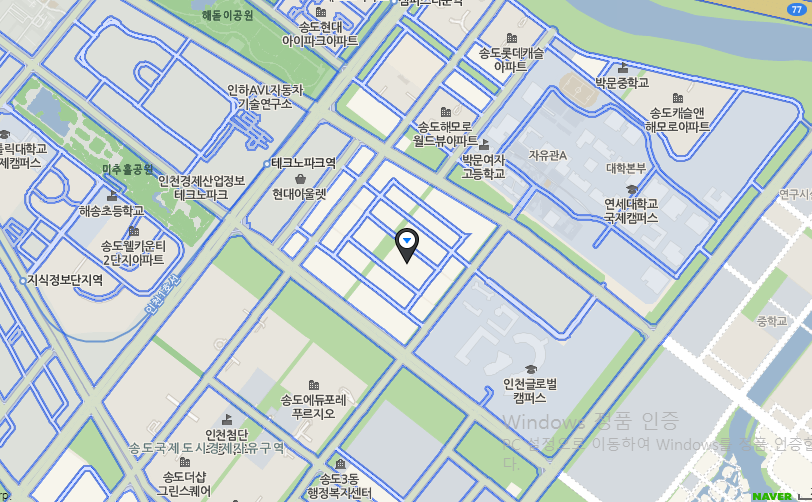 해돋이공원
캠퍼스타운역
77
송도현대
아이파크아파트
송도롯데캐슬
아파트
박문중학교
인하AVL자동차
기술연구소
송도캐슬앤
해모로아파트
송도해모로
월드뷰아파트
박문여자
고등학교
자유관A
대학본부
미추홀공원
테크노파크역
인천경제산업정보
테크노파크
현대아울렛
연세대학교
국제캠퍼스
해송초등학교
송도웰카운티
2단지아파트
지식정보단지역
인천1호선
중학교
송도에듀포레
푸르지오
인천글로벌
캠퍼스
Windows 정품 인증
PC 설정으로 이동하여 Windows를 정품 인증합
다.
인천첨단
송도국제도시경제자유구역
송도더샵
그린스퀘어
송도3동
행정복지센터
NAVER